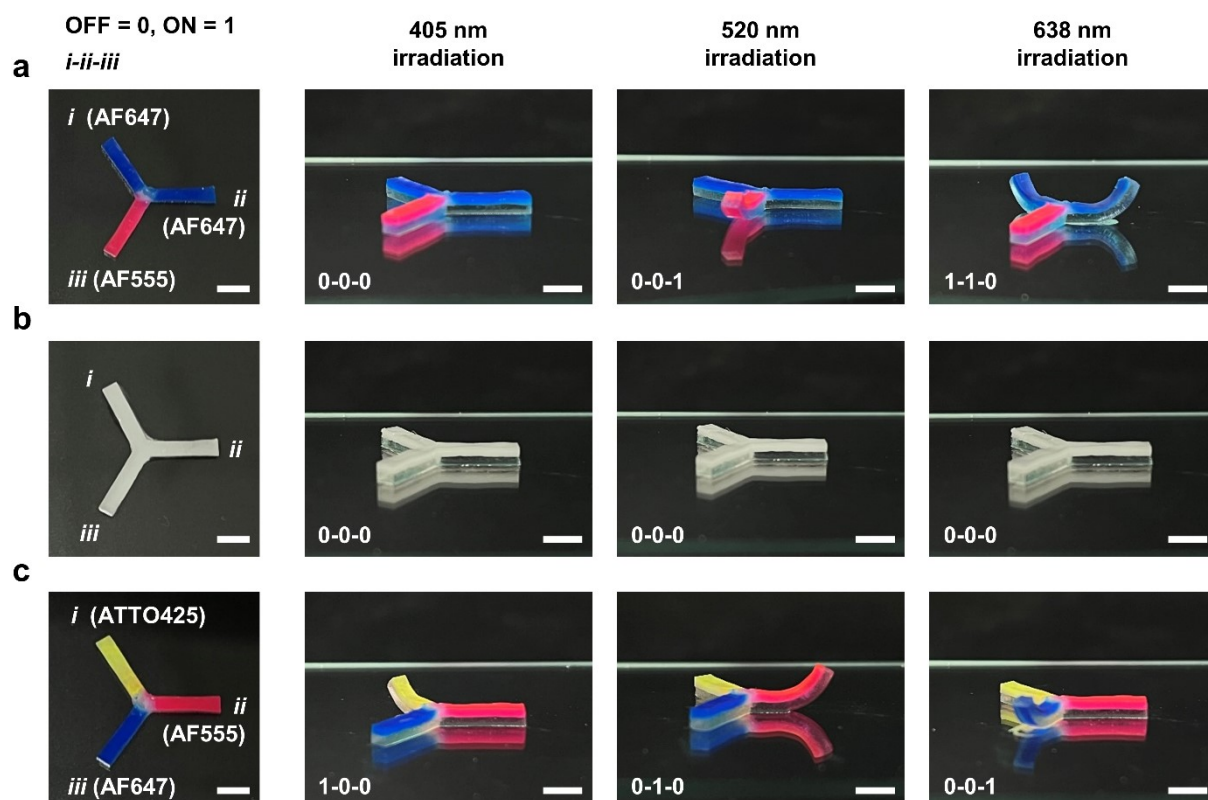 OFF = 0, ON = 1
i-ii-iii
405 nm
irradiation
520 nm
irradiation
638 nm
irradiation
a
i (AF647)
ii
(AF647)
iii (AF555)
0-0-0
0-0-1
1-1-0
b
i
ii
iii
0-0-0
0-0-0
0-0-0
c
i (ATTO425)
ii
(AF555)
iii (AF647)
1-0-0
0-1-0
0-0-1